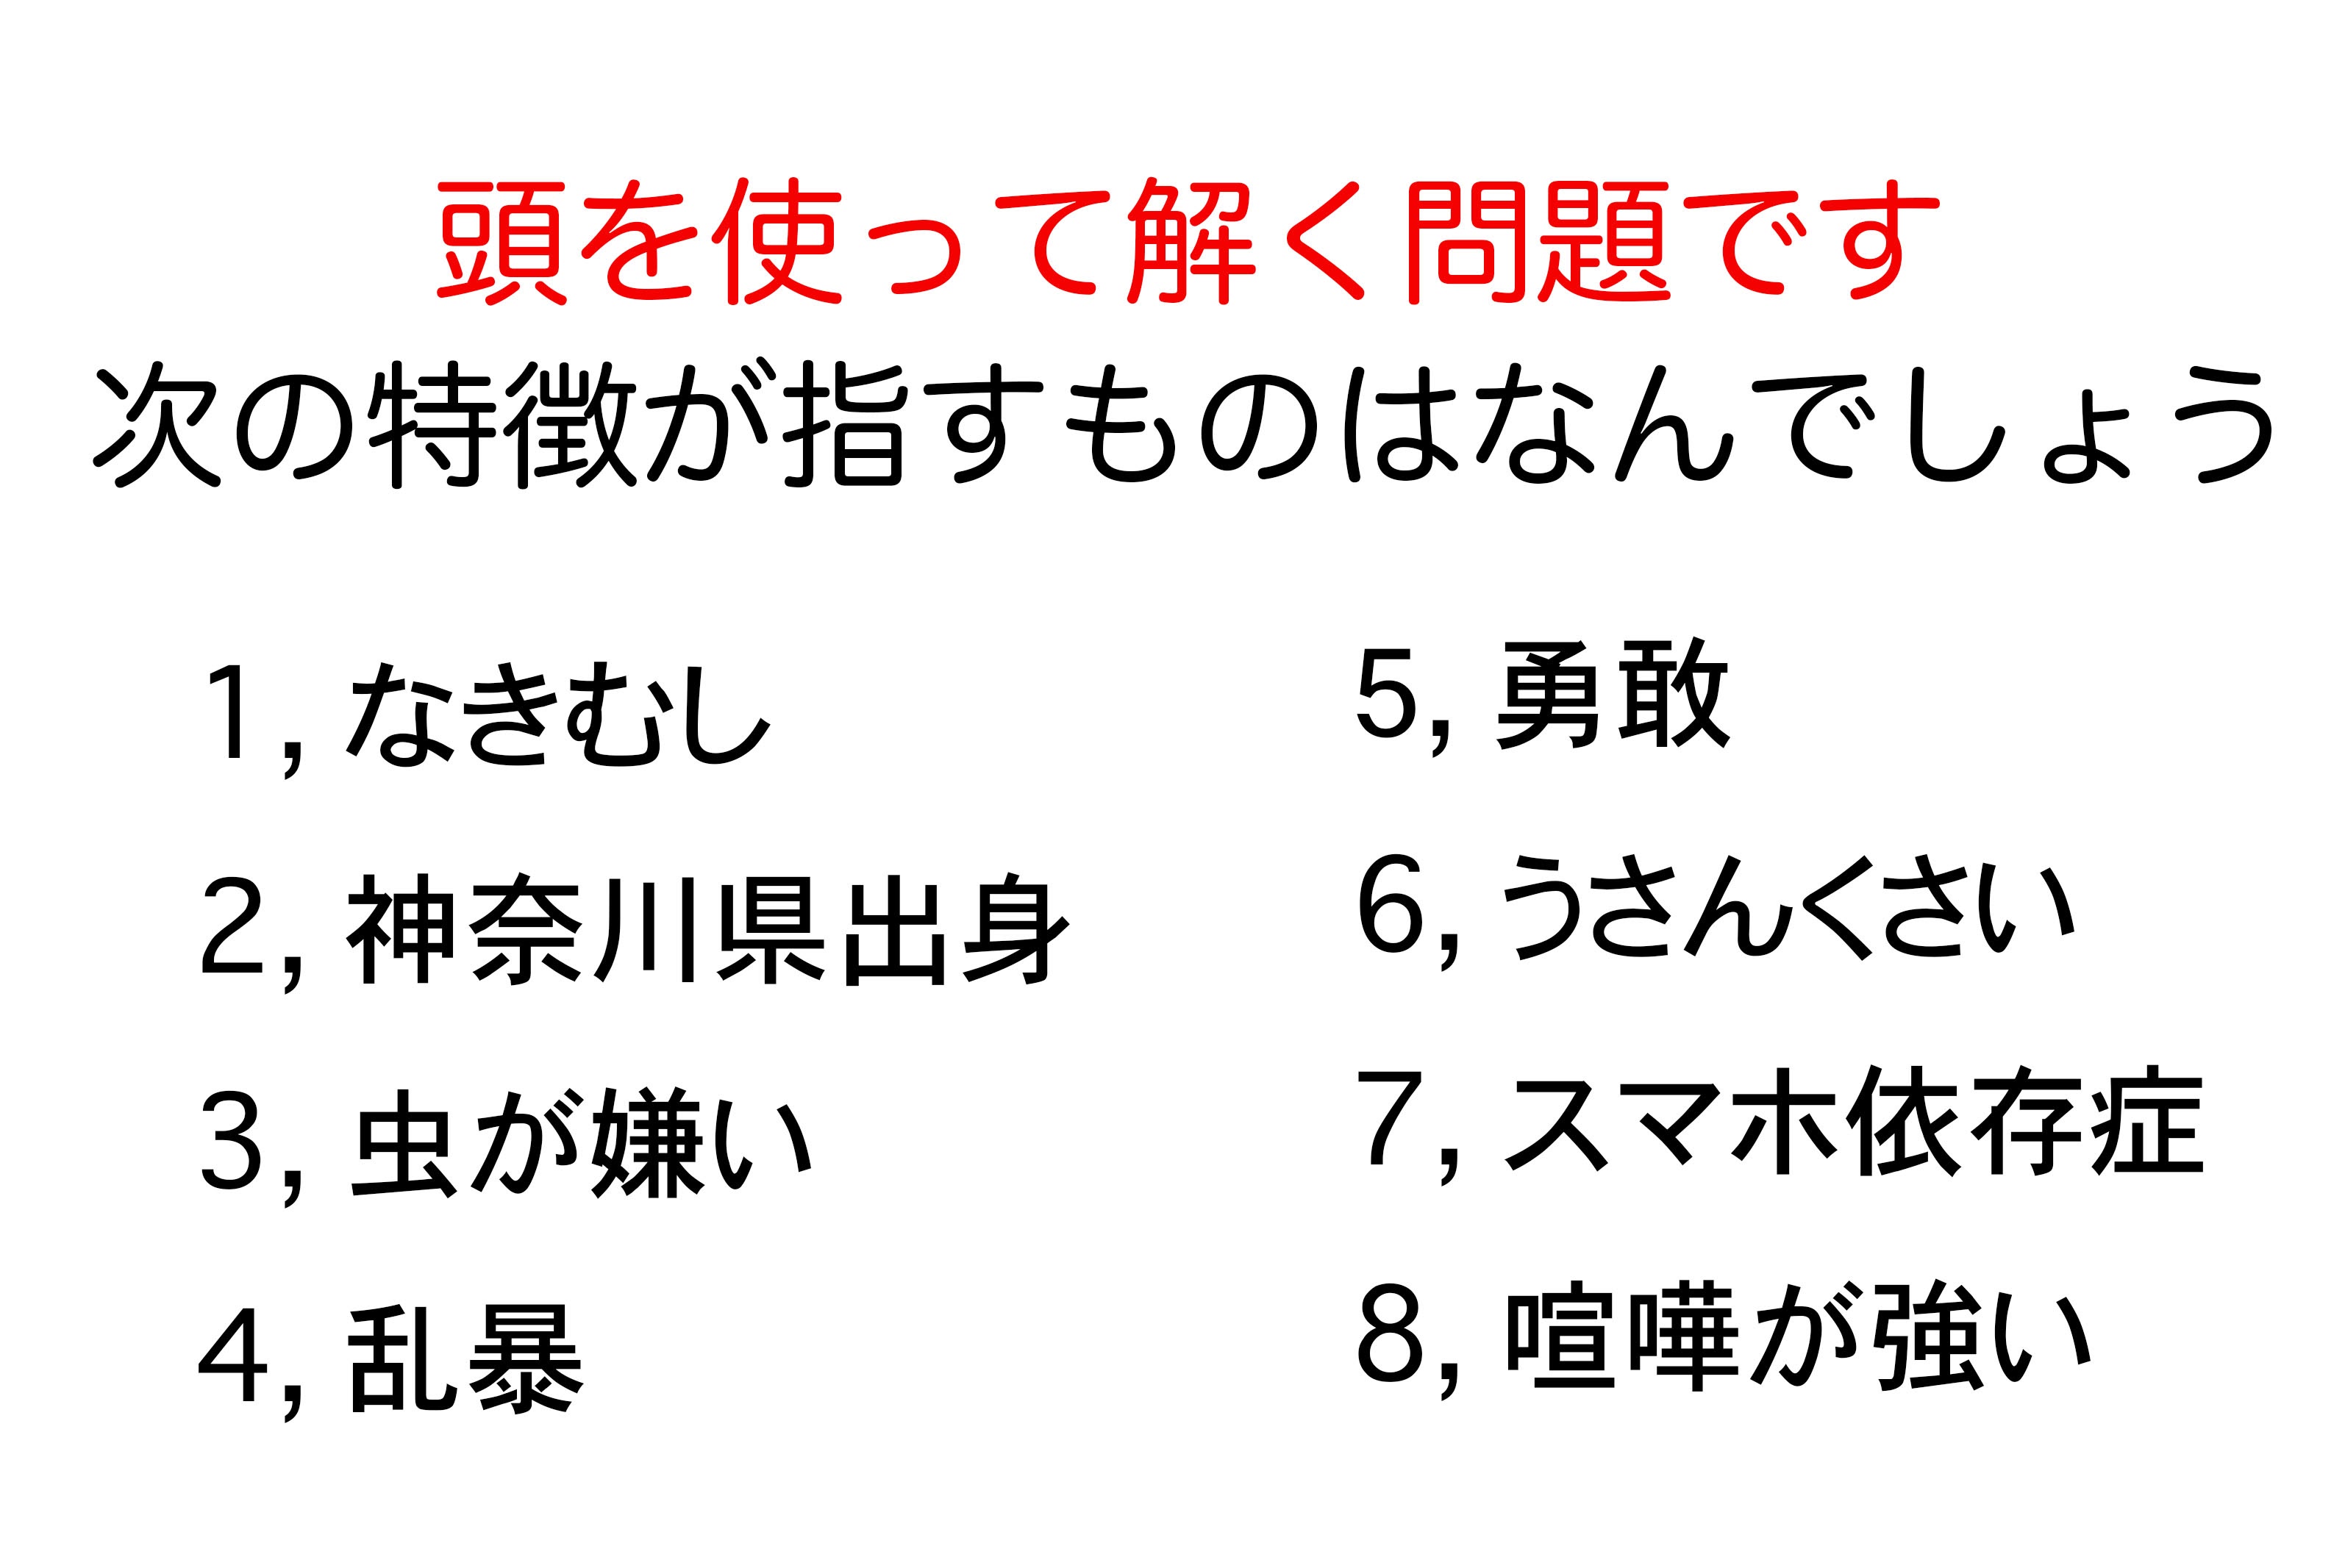 頭を使って解く問題です
次の特徴が指すものはなんでしょう
1, なきむし
2, 神奈川県出身
3, 虫が嫌い
4, 乱暴
5, 勇敢
6, うさんくさい
7, スマホ依存症
8, 喧嘩が強い